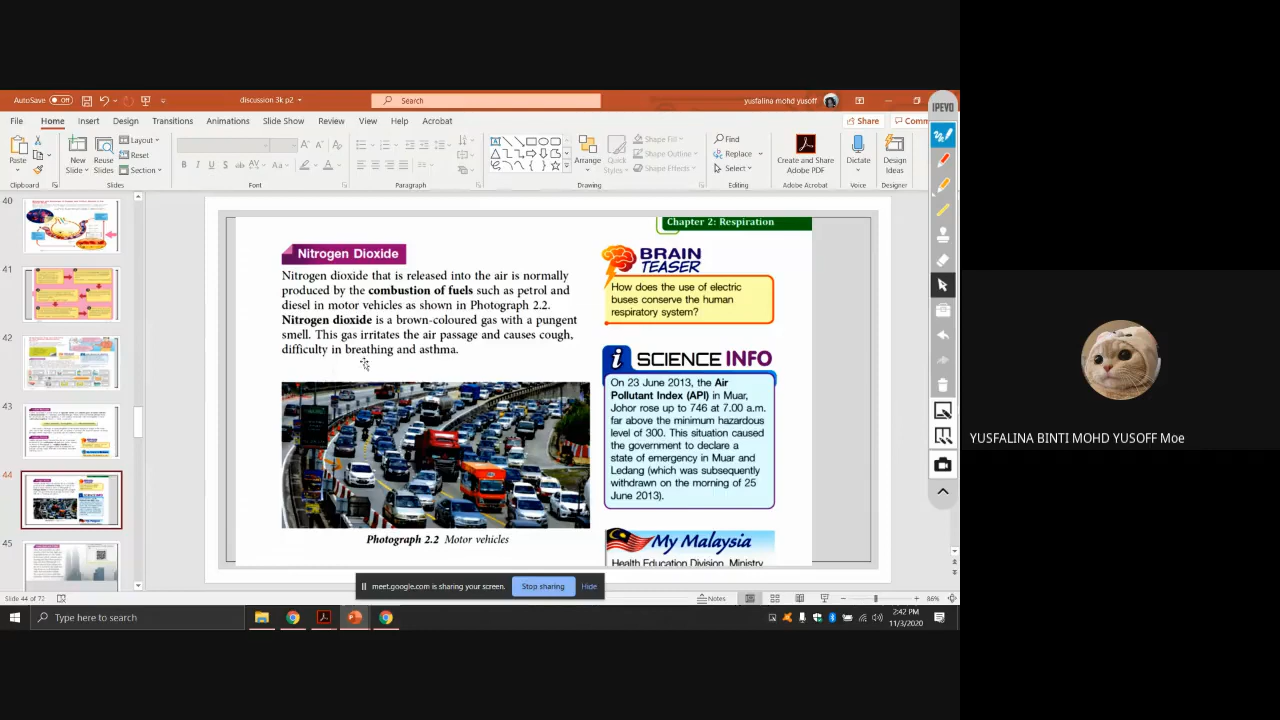 AutoSave Off
discussion 3k p2
Search
yusfalina mohd yusoff
IPEVO
File Home Insert Design Transitions Slide Show Review View Help Acrobat
Share Comm
Paste
New Slide
Reuse Slides
Layout
Reset
Section
Arrange
Quick Styles
Shape Fill
Shape Outline
Shape Effects
Find
Replace
Select
Create and Share Adobe PDF
Dictate
Design Ideas
Clipboard Slides Font Paragraph Drawing Editing Adobe Acrobat Voice Designer
40
41
42
43
44
45
Chapter 2: Respiration
Nitrogen Dioxide
Nitrogen dioxide that is released into the air is normally
produced by the combustion of fuels such as petrol and
diesel in motor vehicles as shown in Photograph 2.2.
Nitrogen dioxide is a brown-coloured gas with a pungent
smell. This gas irritates the air passage and causes cough,
difficulty in breathing and asthma.
Photograph 2.2 Motor vehicles
BRAIN
TEASER
How does the use of electric
buses conserve the human
respiratory system?
i SCIENCE INFO
On 23 June 2013, the Air
Pollutant Index (API) in Muar,
Johor rose up to 746 at 7.00 a.m.
far above the minimum hazardous
level of 300. This situation caused
the government to declare a
state of emergency in Muar and
Ledang (which was subsequently
withdrawn on the morning of 25
June 2013).
My Malaysia
Health Education Division, Ministry
meet.google.com is sharing your screen.
Stop sharing
Hide
Slide 44 of 72
Notes
86%
Type here to search
2:42 PM
11/3/2020
YUSFALINA BINTI MOHD YUSOFF Moe